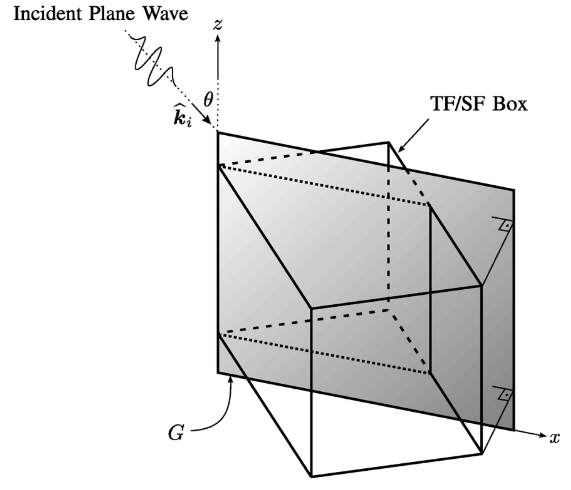 Incident Plane Wave
z
θ
k̂ᵢ
TF/SF Box
G
x